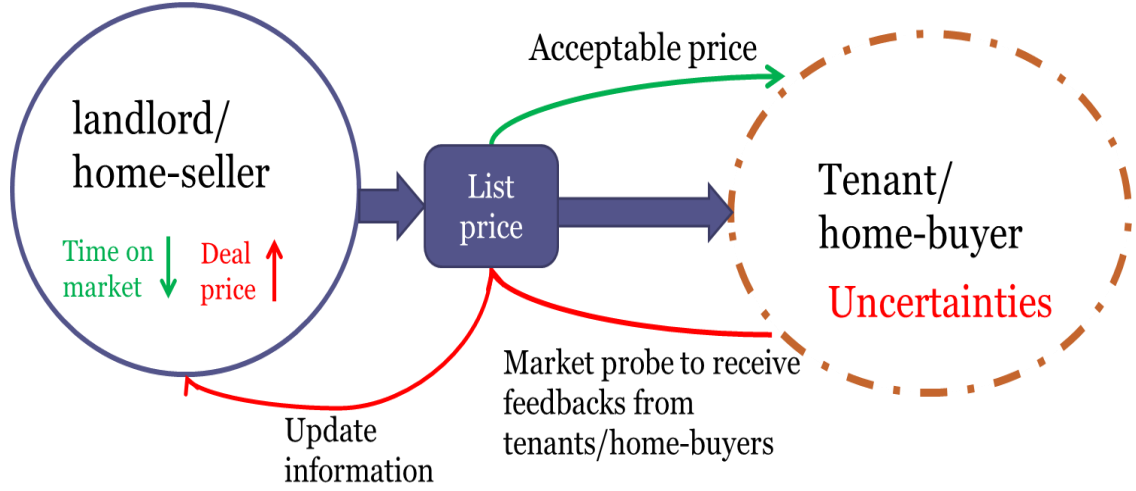 landlord/
home-seller
Time on
market
Deal
price
List
price
Acceptable price
Tenant/
home-buyer
Uncertainties
Market probe to receive
feedbacks from
tenants/home-buyers
Update
information